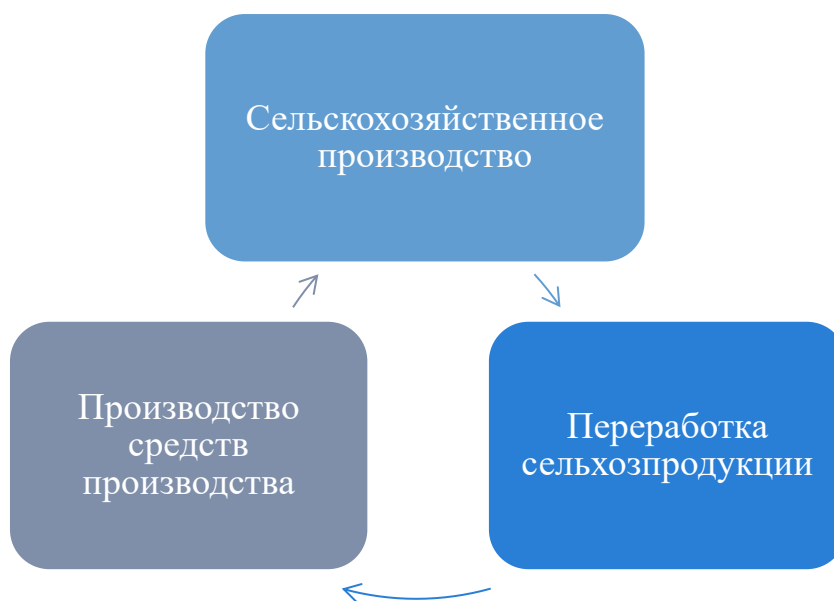 Сельскохозяйственное
производство
Производство
средств
производства
Переработка
сельхозпродукции